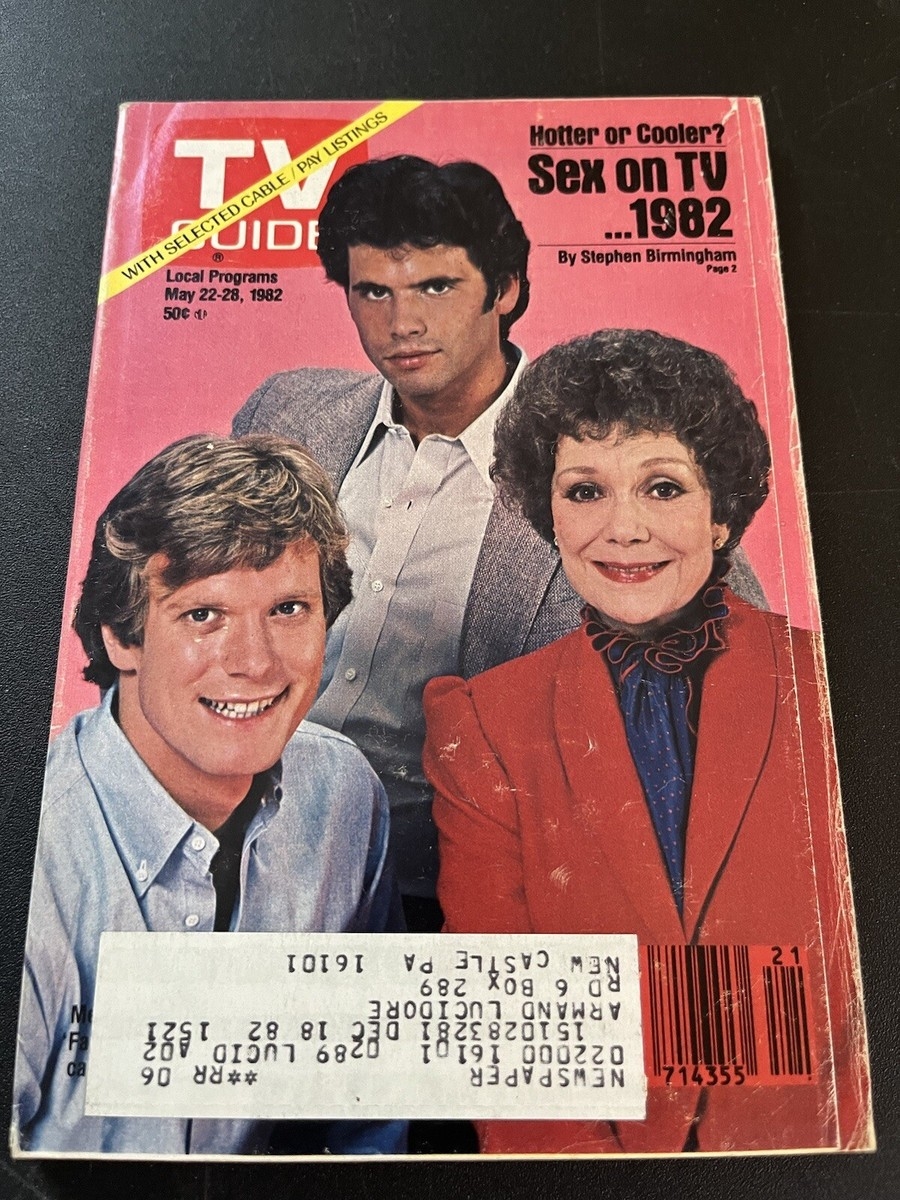 TV
GUIDE
®
WITH SELECTED CABLE/PAY LISTINGS
Local Programs
May 22-28, 1982
50¢
Hotter or Cooler?
Sex on TV
...1982
By Stephen Birmingham
Page 2
NEWSPAPER **RR 06
022000 16101 0289 LUCID A02
1510283281 DEC 18 82 1521
ARMAND LUCIDORE
RD 6 BOX 289
NEW CASTLE PA 16101
21
714355